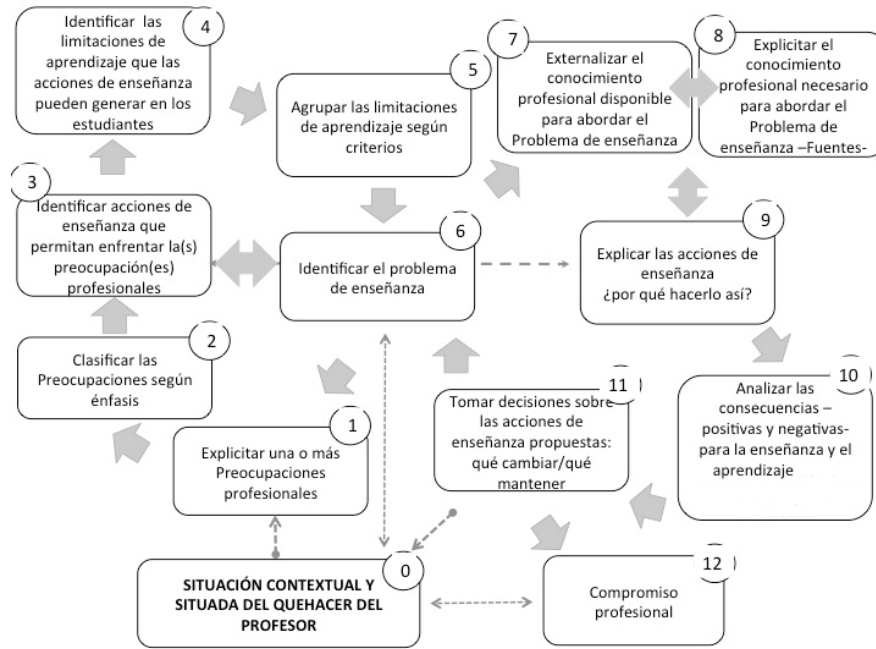 4
Identificar las
limitaciones de
aprendizaje que las
acciones de enseñanza
pueden generar en los
estudiantes
5
Agrupar las limitaciones
de aprendizaje según
criterios
7
Externalizar el
conocimiento
profesional disponible
para abordar el
Problema de enseñanza
8
Explicitar el
conocimiento
profesional necesario
para abordar el
Problema de
enseñanza –Fuentes-
3
Identificar acciones de
enseñanza que
permitan enfrentar la(s)
preocupación(es)
profesionales
6
Identificar el problema
de enseñanza
9
Explicar las acciones de
enseñanza
¿por qué hacerlo así?
2
Clasificar las
Preocupaciones según
énfasis
1
Explicitar una o más
Preocupaciones
profesionales
11
Tomar decisiones sobre
las acciones de
enseñanza propuestas:
qué cambiar/qué
mantener
10
Analizar las
consecuencias –
positivas y negativas-
para la enseñanza y el
aprendizaje
0
SITUACIÓN CONTEXTUAL Y
SITUADA DEL QUEHACER DEL
PROFESOR
12
Compromiso
profesional